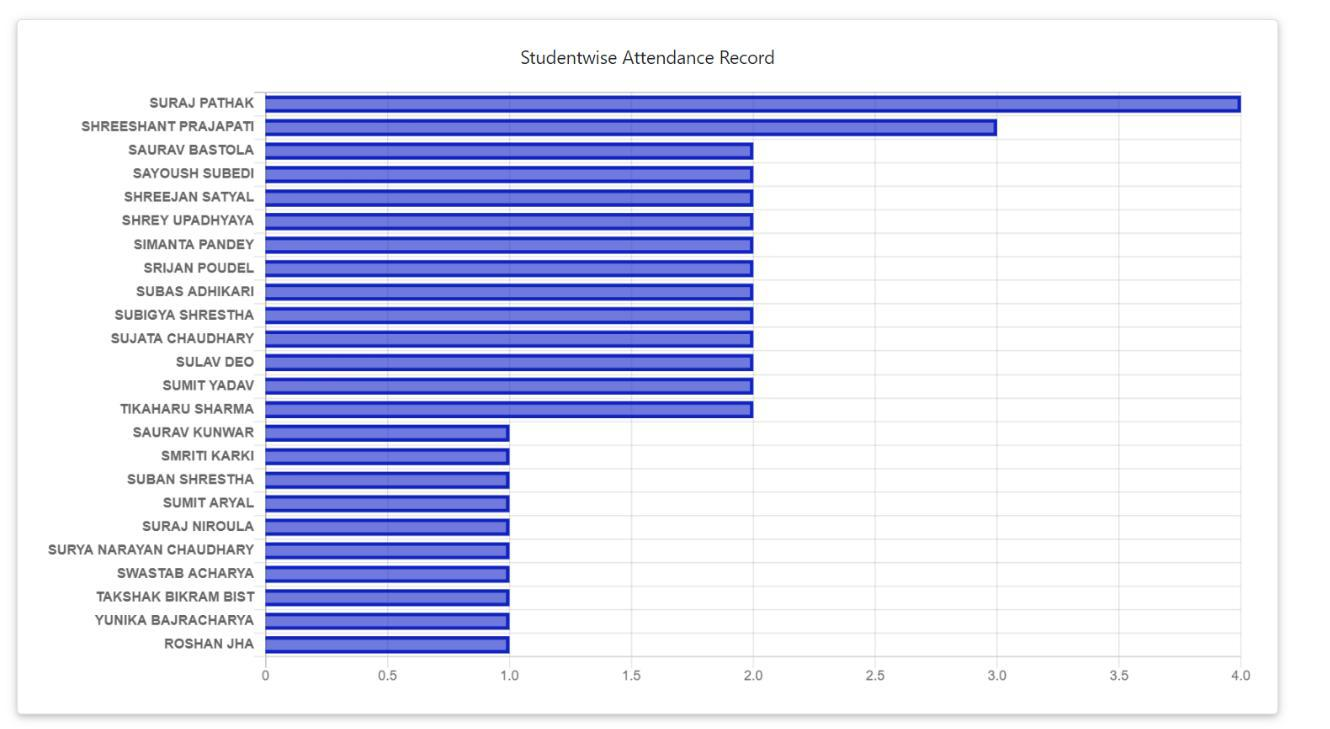 Studentwise Attendance Record
SURAJ PATHAK
SHREESHANT PRAJAPATI
SAURAV BASTOLA
SAYOUSH SUBEDI
SHREEJAN SATYAL
SHREY UPADHYAYA
SIMANTA PANDEY
SRIJAN POUDEL
SUBAS ADHIKARI
SUBIGYA SHRESTHA
SUJATA CHAUDHARY
SULAV DEO
SUMIT YADAV
TIKAHARU SHARMA
SAURAV KUNWAR
SMRITI KARKI
SUBAN SHRESTHA
SUMIT ARYAL
SURAJ NIROULA
SURYA NARAYAN CHAUDHARY
SWASTAB ACHARYA
TAKSHAK BIKRAM BIST
YUNIKA BAJRACHARYA
ROSHAN JHA
0 0.5 1.0 1.5 2.0 2.5 3.0 3.5 4.0